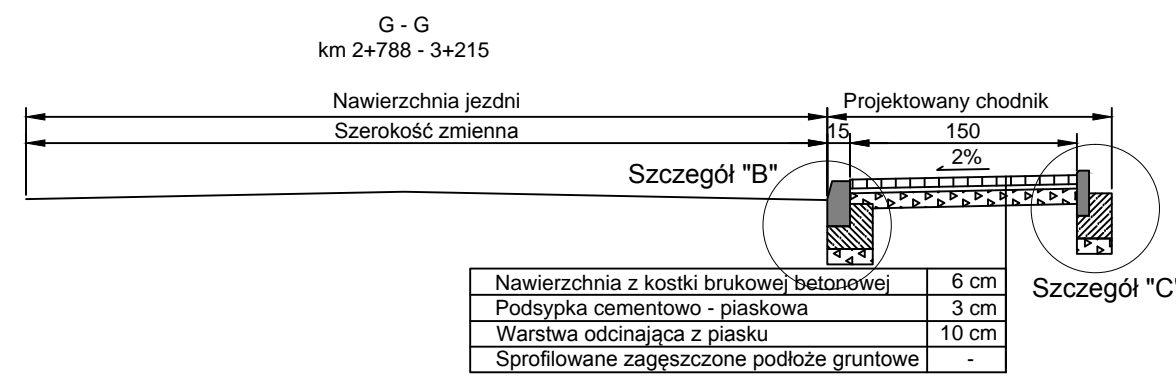 G - G
km 2+788 - 3+215
Nawierzchnia jezdni
Projektowany chodnik
Szerokość zmienna
15
150
2%
Szczegół "B"
Nawierzchnia z kostki brukowej betonowej 6 cm
Podsypka cementowo - piaskowa 3 cm
Warstwa odcinająca z piasku 10 cm
Sprofilowane zagęszczone podłoże gruntowe -
Szczegół "C"